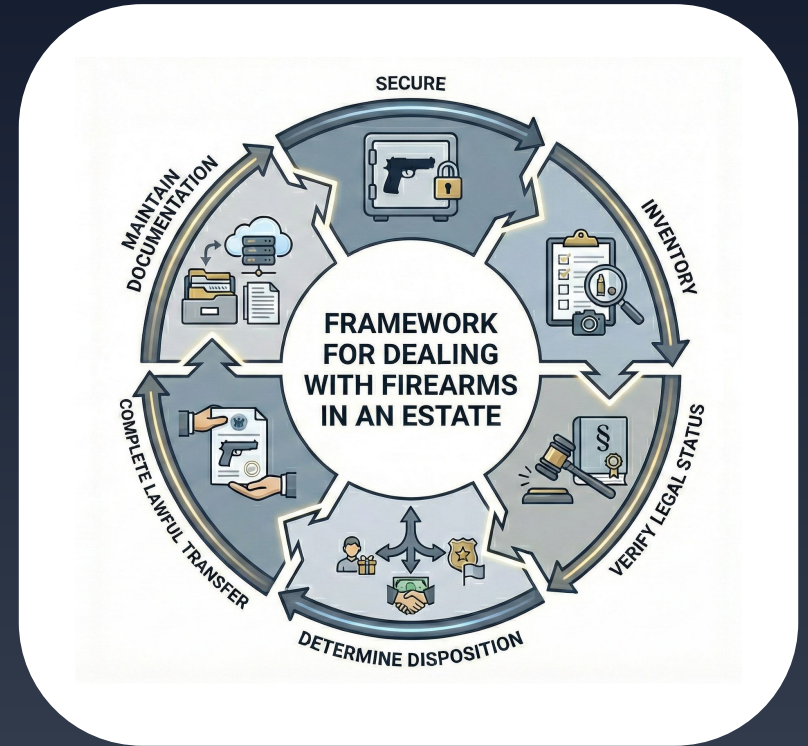 SECURE
INVENTORY
VERIFY LEGAL STATUS
DETERMINE DISPOSITION
COMPLETE LAWFUL TRANSFER
MAINTAIN
DOCUMENTATION
FRAMEWORK
FOR DEALING
WITH FIREARMS
IN AN ESTATE
§